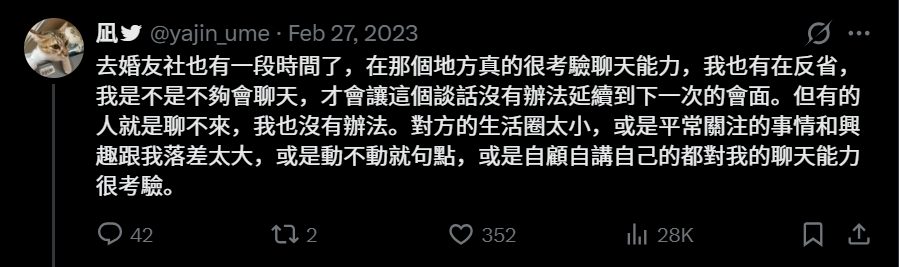 凪 @yajin_ume · Feb 27, 2023
去婚友社也有一段時間了，在那個地方真的很考驗聊天能力，我也有在反省，
我是不是不夠會聊天，才會讓這個談話沒有辦法延續到下一次的會面。但有的
人就是聊不來，我也沒有辦法。對方的生活圈太小，或是平常關注的事情和興
趣跟我落差太大，或是動不動就句點，或是自顧自講自己的都對我的聊天能力
很考驗。
42 2 352 28K